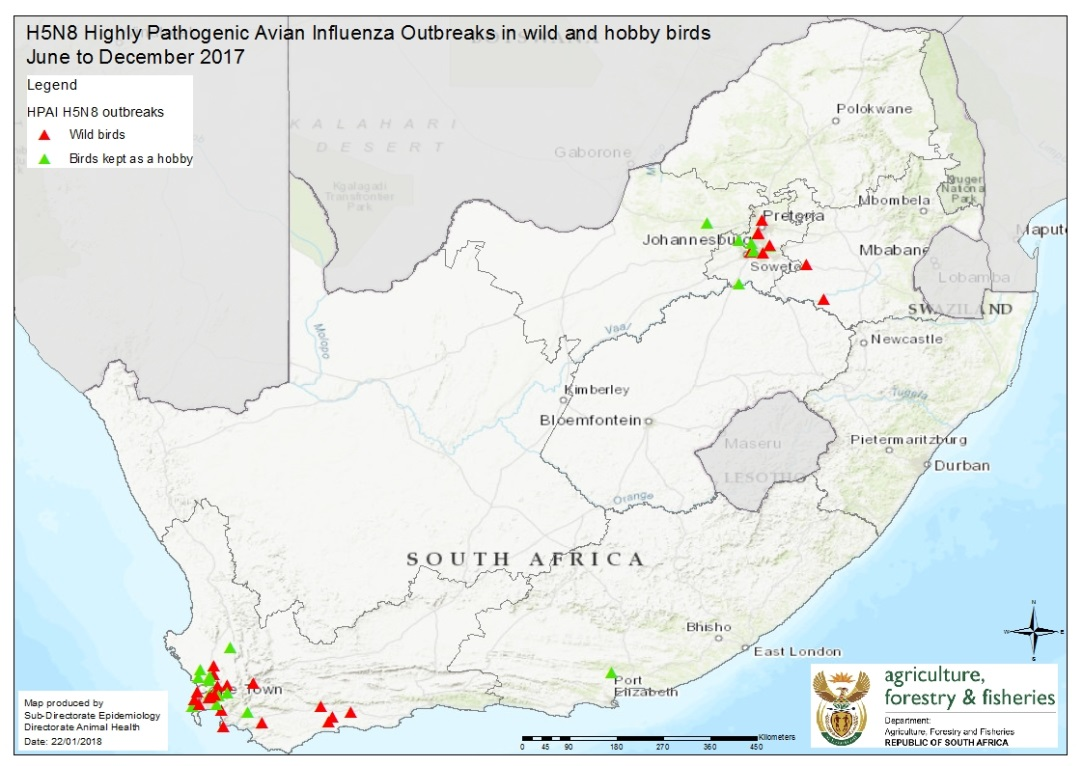 H5N8 Highly Pathogenic Avian Influenza Outbreaks in wild and hobby birds
June to December 2017
Legend
HPAI H5N8 outbreaks
Wild birds
Birds kept as a hobby
KALAHARI
DESERT
Gaborone
Polokwane
Kgalagadi
Transfrontier
Park
Kruger
National
Park
Mbombela
Pretoria
Johannesburg
Mbabane
Soweto
Lobamba
SWAZILAND
Maputo
Molopo
Vaal
Newcastle
Kimberley
Bloemfontein
Tugela
Maseru
LESOTHO
Pietermaritzburg
Durban
Orange
SOUTH AFRICA
Bhisho
East London
Port
Elizabeth
Town
N
W
E
S
Map produced by
Sub-Directorate Epidemiology
Directorate Animal Health
Date: 22/01/2018
Kilometers
0 45 90 180 270 360 450
agriculture,
forestry & fisheries
Department:
Agriculture, Forestry and Fisheries
REPUBLIC OF SOUTH AFRICA